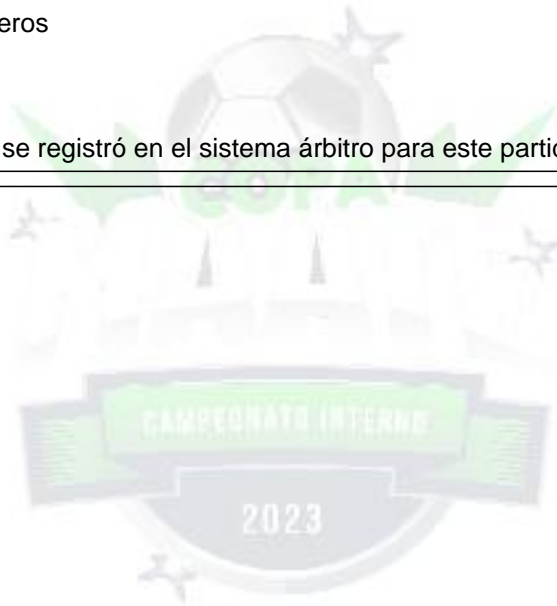 eros
se registró en el sistema árbitro para este partic
COPA
CAMPEONATO INTERNO
2023